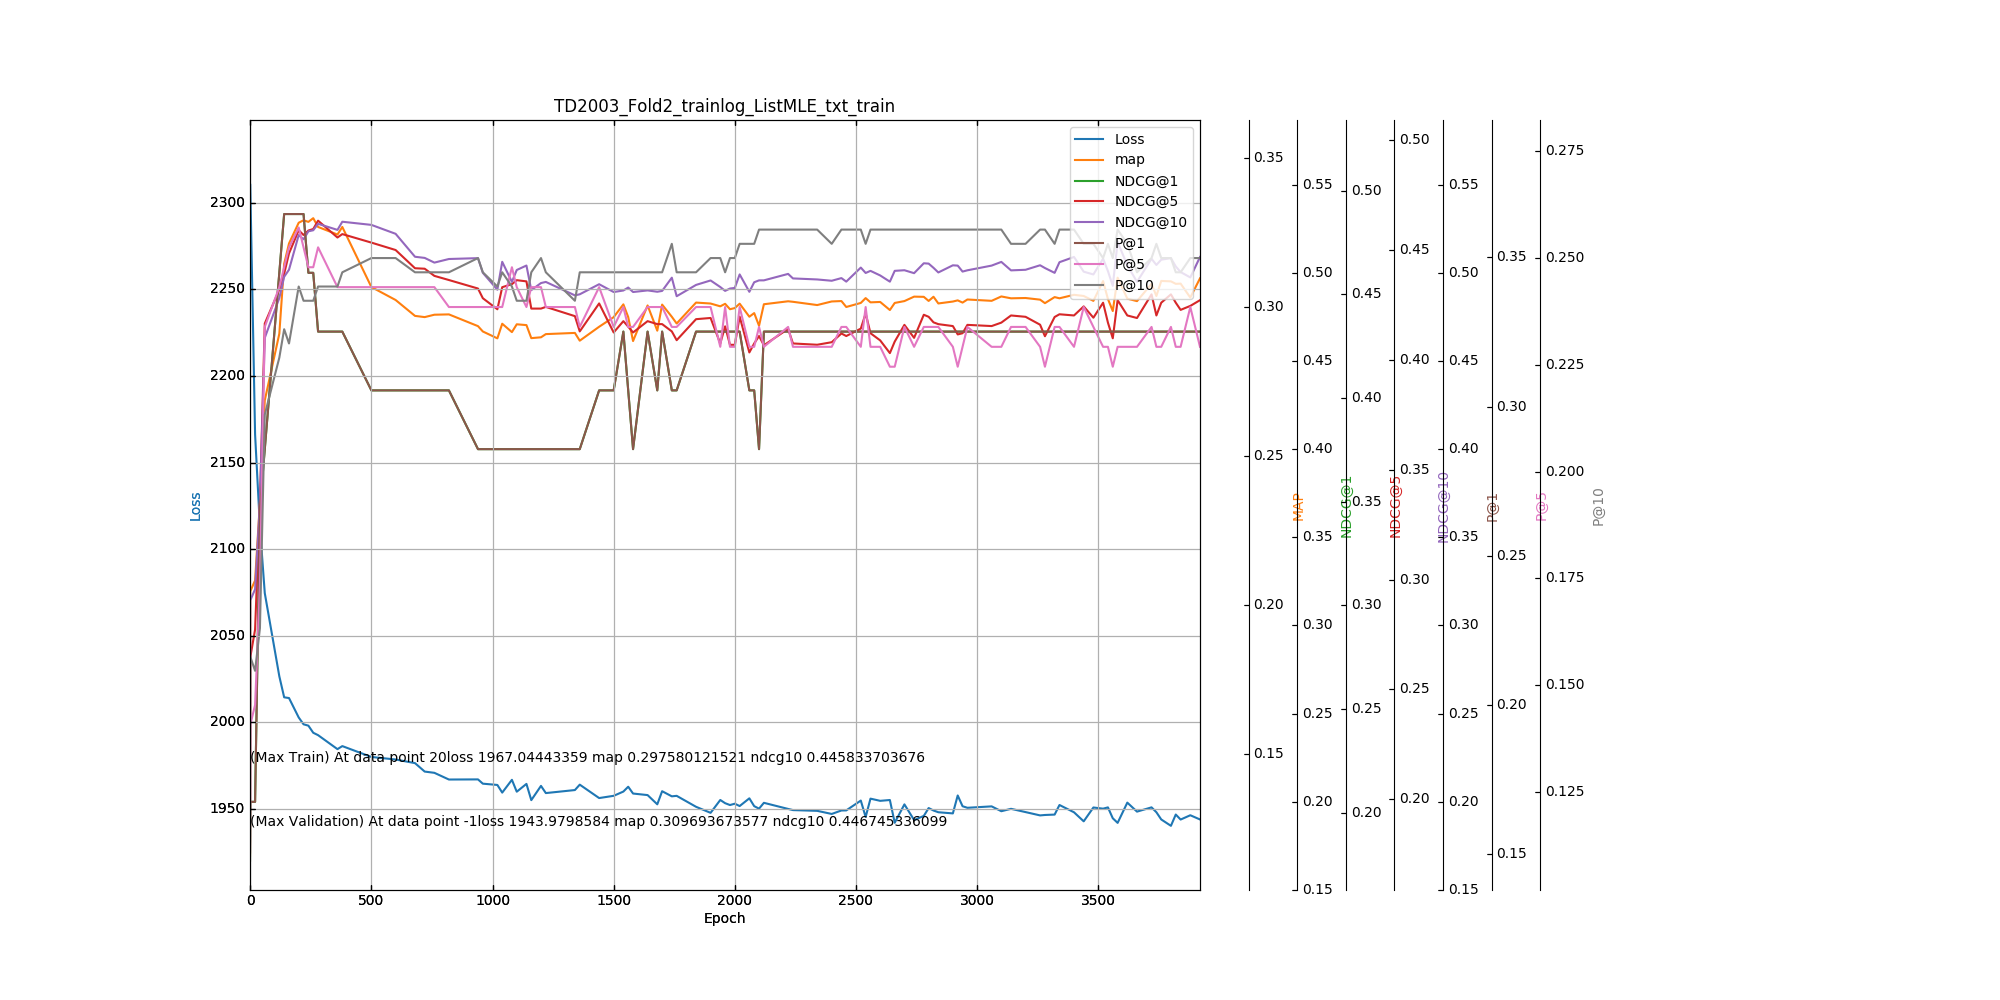 TD2003_Fold2_trainlog_ListMLE_txt_train
Loss
map
NDCG@1
NDCG@5
NDCG@10
P@1
P@5
P@10
2300
2250
2200
2150
2100
2050
2000
1950
Loss
(Max Train) At data point 20loss 1967.04443359 map 0.297580121521 ndcg10 0.445833703676
(Max Validation) At data point -1loss 1943.9798584 map 0.309693673577 ndcg10 0.446745336099
0 500 1000 1500 2000 2500 3000 3500
Epoch
0.35
0.30
0.25
0.20
0.15
MAP
0.55
0.50
0.45
0.40
0.35
0.30
0.25
0.20
0.15
NDCG@1
0.50
0.45
0.40
0.35
0.30
0.25
0.20
NDCG@5
0.50
0.45
0.40
0.35
0.30
0.25
0.20
NDCG@10
0.55
0.50
0.45
0.40
0.35
0.30
0.25
0.20
0.15
P@1
0.35
0.30
0.25
0.20
0.15
P@5
0.275
0.250
0.225
0.200
0.175
0.150
0.125
P@10